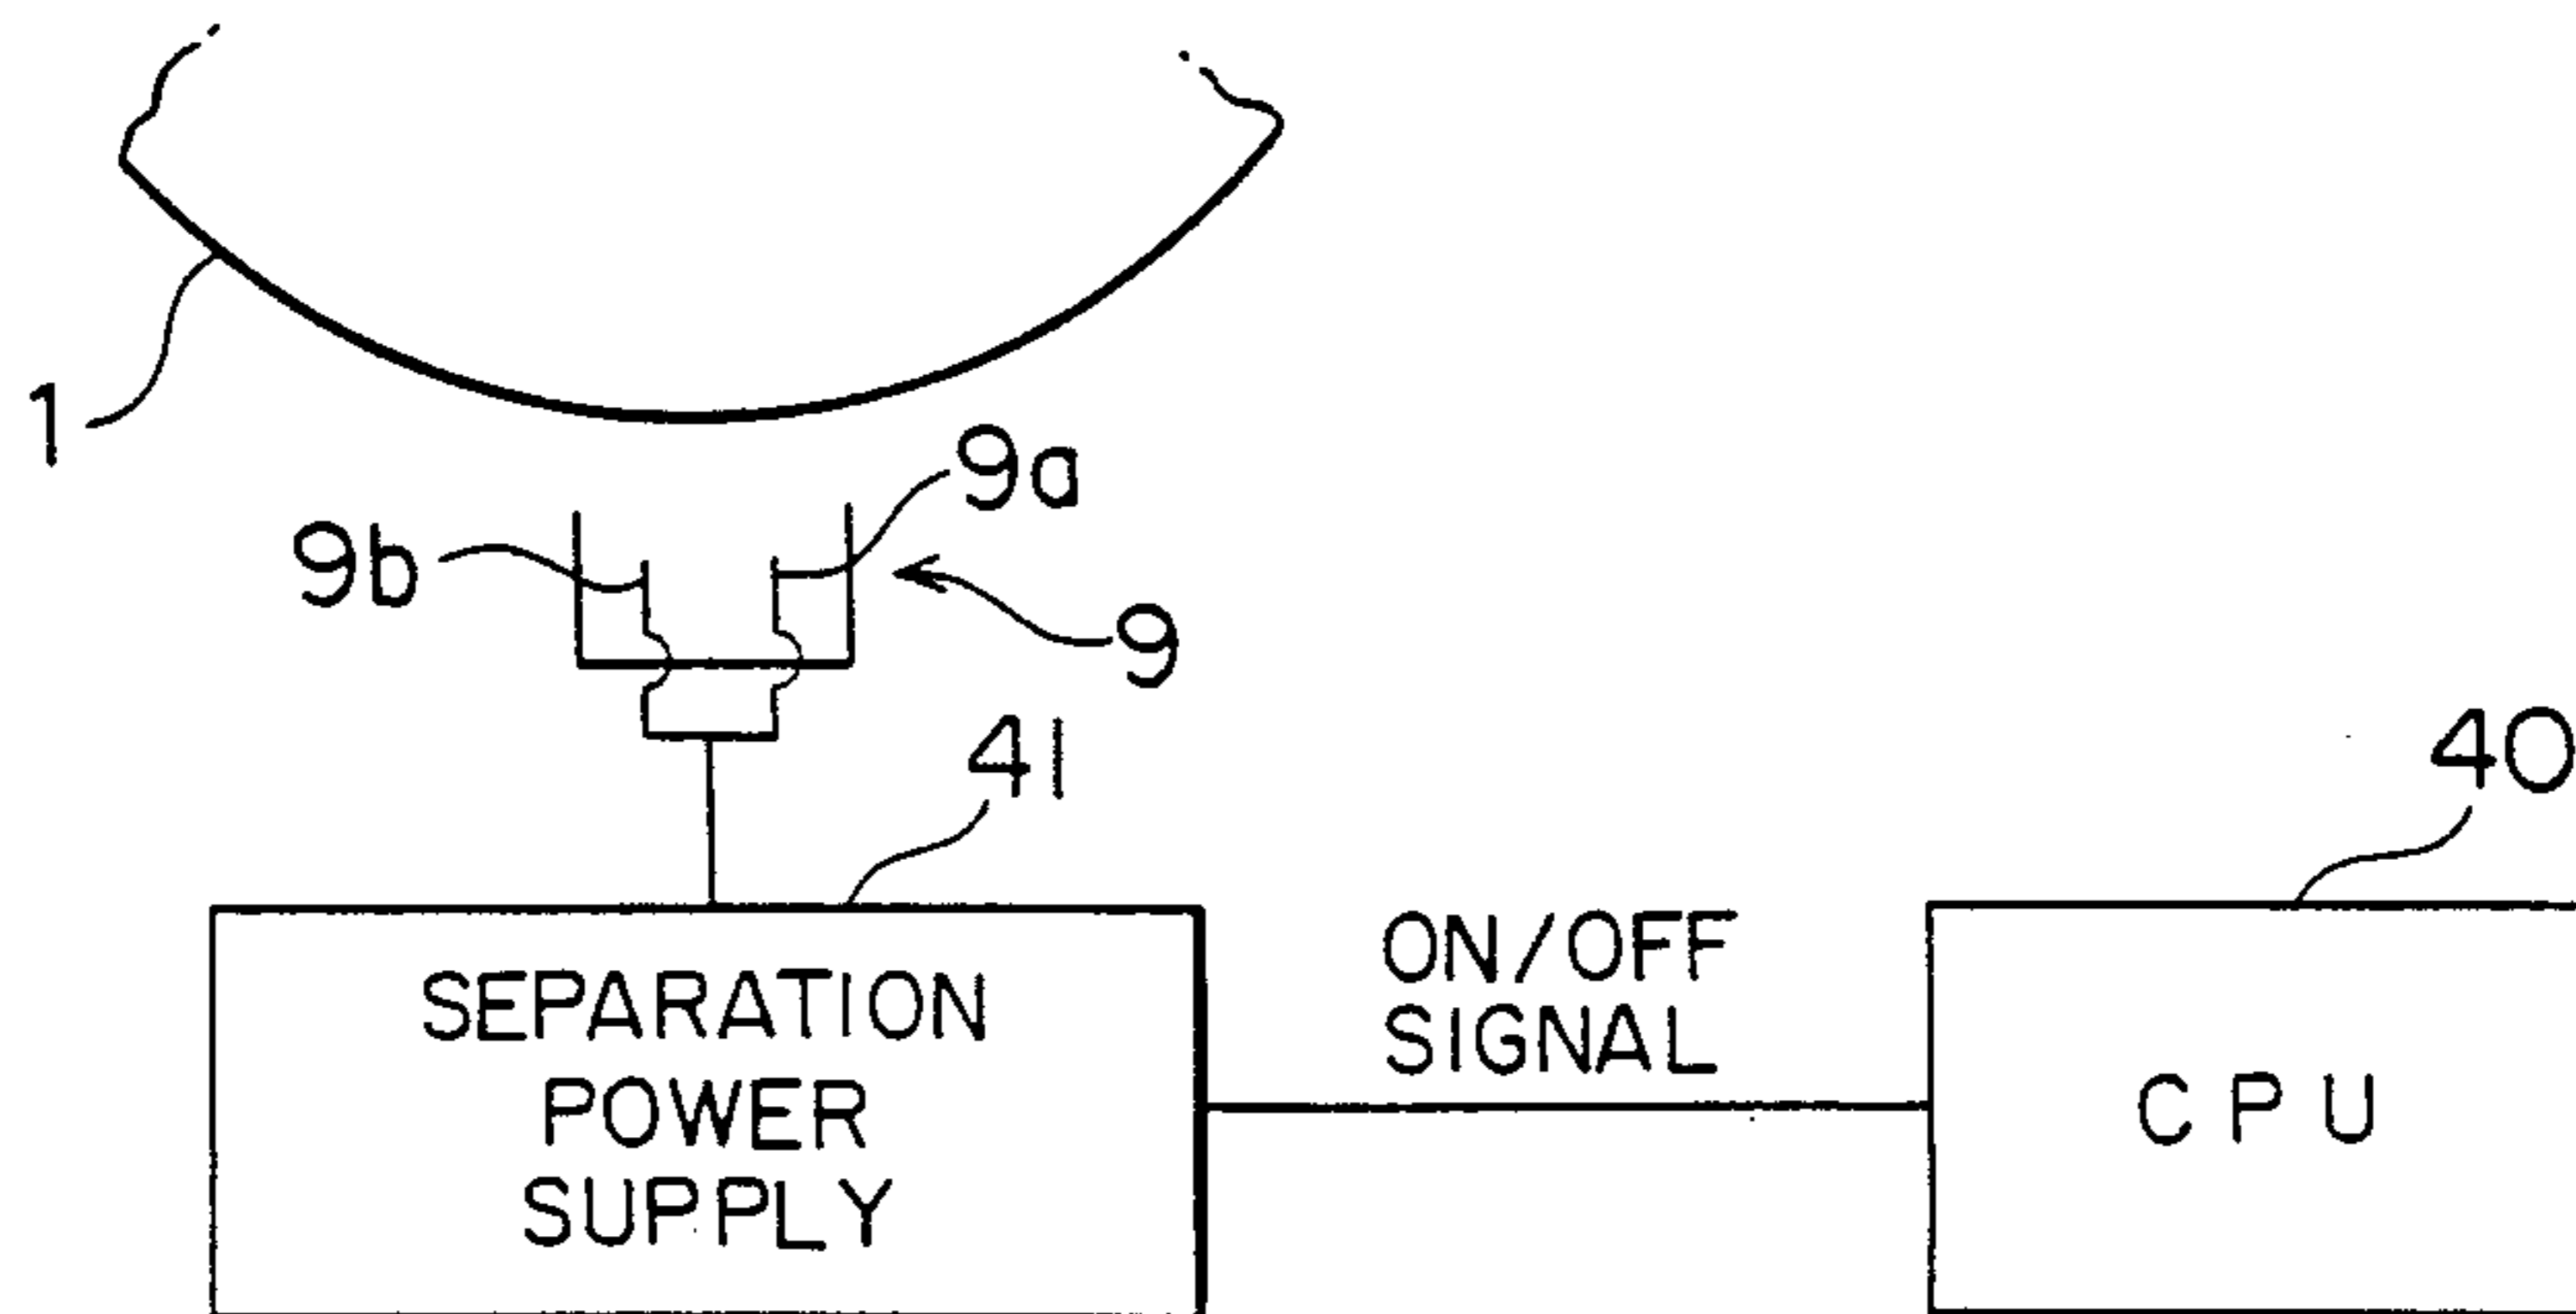 1
9a
9b
9
41
40
ON/OFF
SIGNAL
SEPARATION
POWER
SUPPLY
CPU